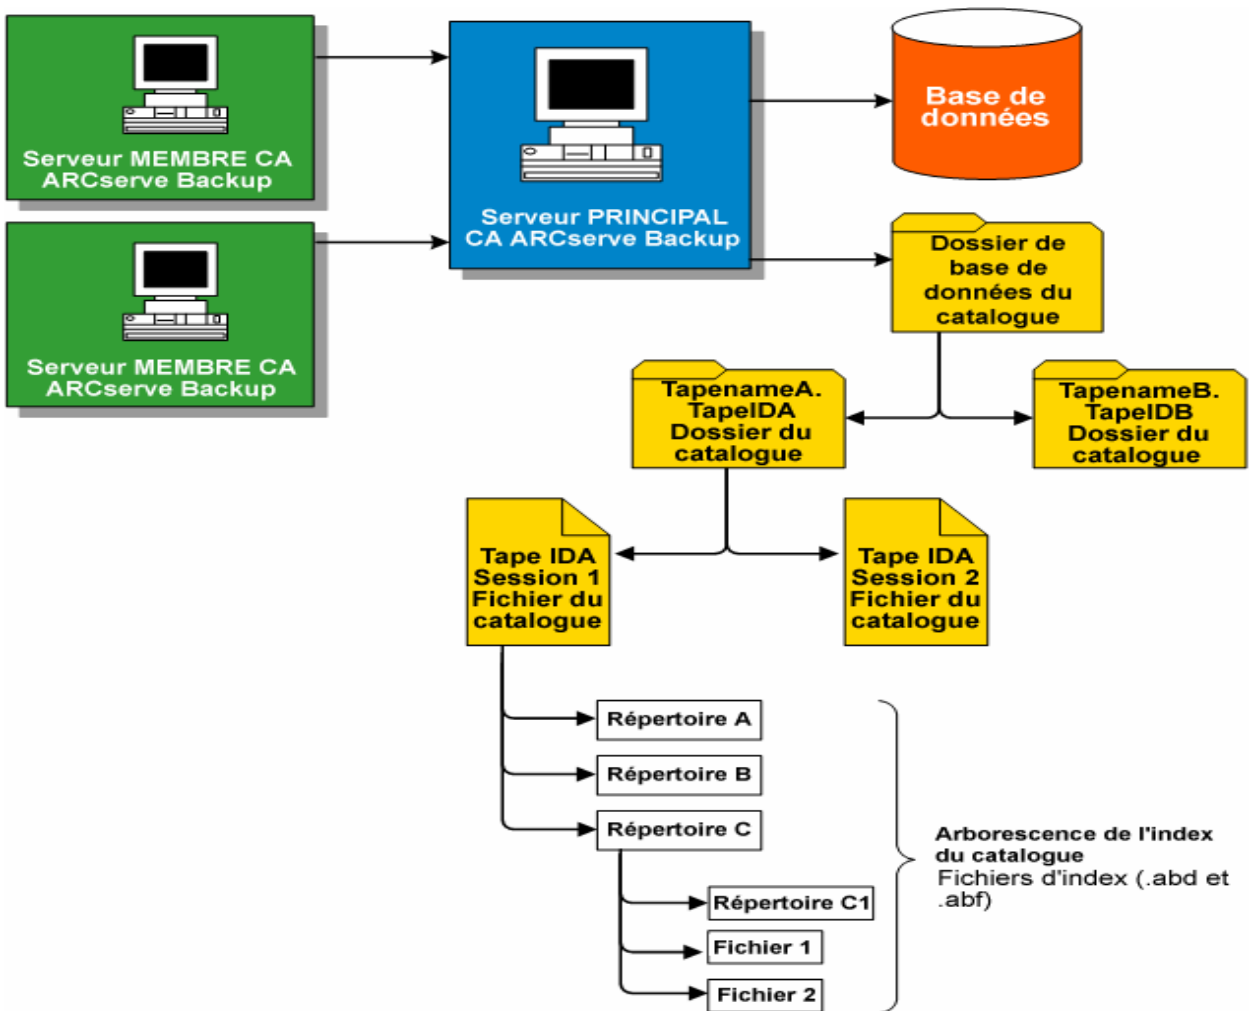 Serveur MEMBRE CA
ARCserve Backup
Serveur PRINCIPAL
CA ARCserve Backup
Base de
données
Serveur MEMBRE CA
ARCserve Backup
Dossier de
base de
données du
catalogue
TapenameA.
TapeIDA
Dossier du
catalogue
TapenameB.
TapeIDB
Dossier du
catalogue
Tape IDA
Session 1
Fichier du
catalogue
Tape IDA
Session 2
Fichier du
catalogue
Répertoire A
Répertoire B
Répertoire C
Répertoire C1
Fichier 1
Fichier 2
Arborescence de l'index
du catalogue
Fichiers d'index (.abd et
.abf)